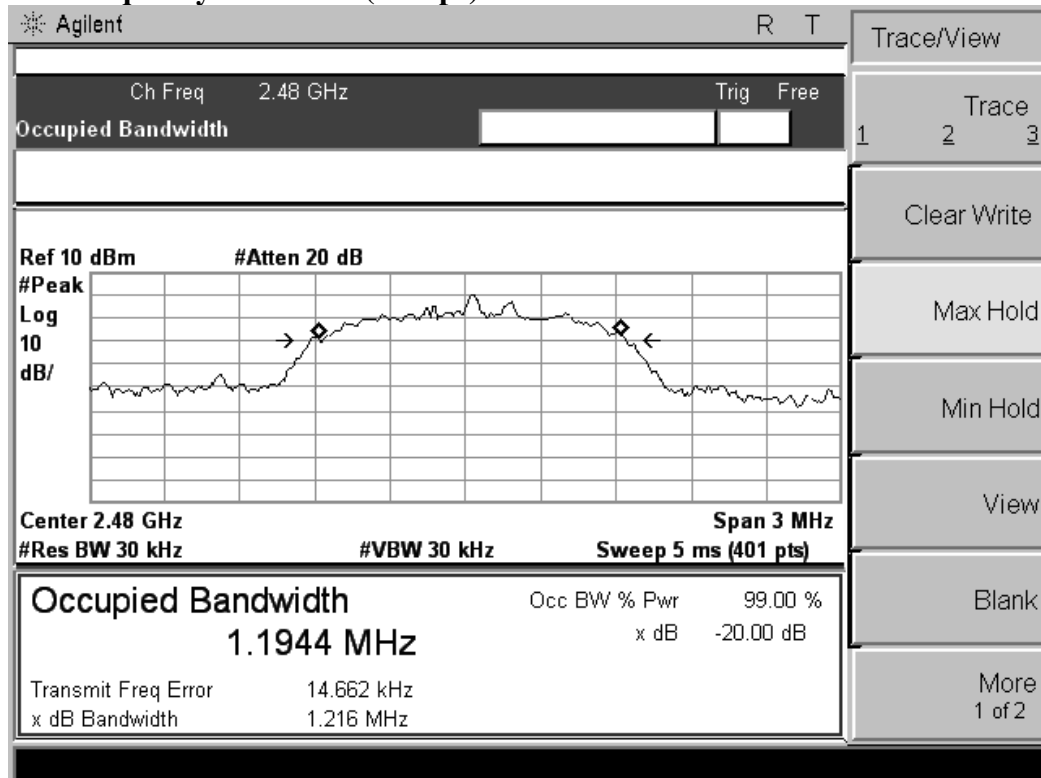 Agilent R T
Trace/View
Ch Freq 2.48 GHz Trig Free
Occupied Bandwidth
Trace
1 2 3
Clear Write
Max Hold
Min Hold
View
Blank
More
1 of 2
Ref 10 dBm #Atten 20 dB
#Peak
Log
10
dB/
Center 2.48 GHz Span 3 MHz
#Res BW 30 kHz #VBW 30 kHz Sweep 5 ms (401 pts)
Occupied Bandwidth
1.1944 MHz
Occ BW % Pwr 99.00 %
x dB -20.00 dB
Transmit Freq Error 14.662 kHz
x dB Bandwidth 1.216 MHz